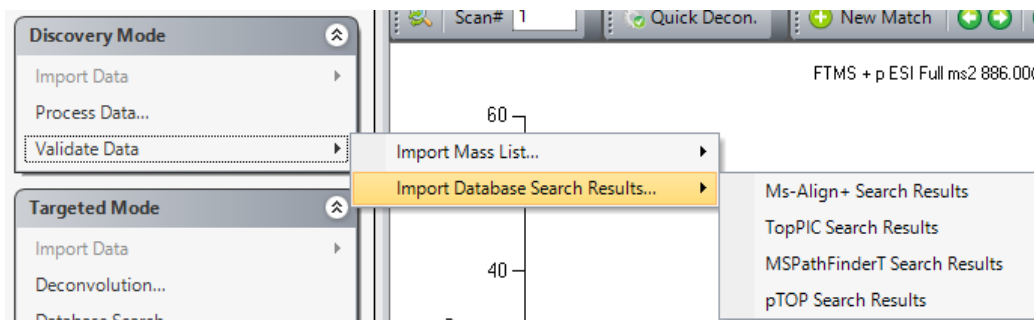 Scan# 1
Quick Decon.
New Match
Discovery Mode
Import Data
Process Data...
Validate Data
Targeted Mode
Import Data
Deconvolution...
Database Search
FTMS + p ESI Full ms2 886.00
60
40
Import Mass List...
Import Database Search Results...
Ms-Align+ Search Results
TopPIC Search Results
MSPathFinderT Search Results
pTOP Search Results